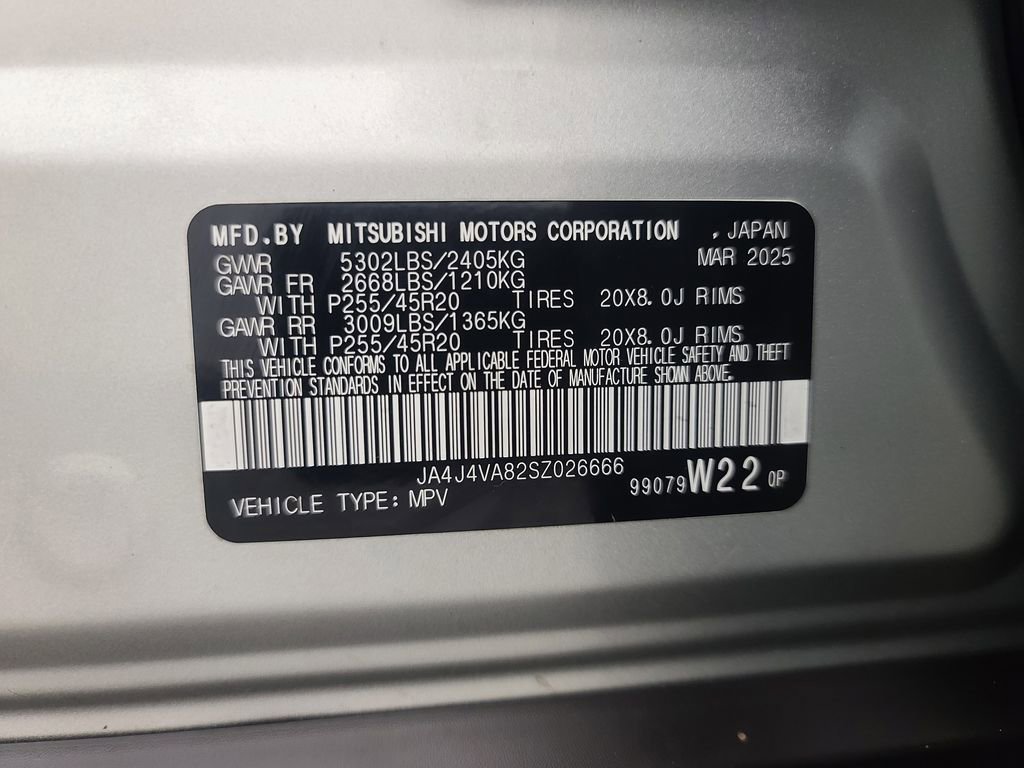 MFD.BY MITSUBISHI MOTORS CORPORATION , JAPAN
GVWR 5302LBS/2405KG MAR 2025
GAWR FR 2668LBS/1210KG
WITH P255/45R20 TIRES 20X8.0J RIMS
GAWR RR 3009LBS/1365KG
WITH P255/45R20 TIRES 20X8.0J RIMS
THIS VEHICLE CONFORMS TO ALL APPLICABLE FEDERAL MOTOR VEHICLE SAFETY AND THEFT
PREVENTION STANDARDS IN EFFECT ON THE DATE OF MANUFACTURE SHOWN ABOVE.
JA4J4VA82SZ026666
VEHICLE TYPE: MPV 99079W22 0P